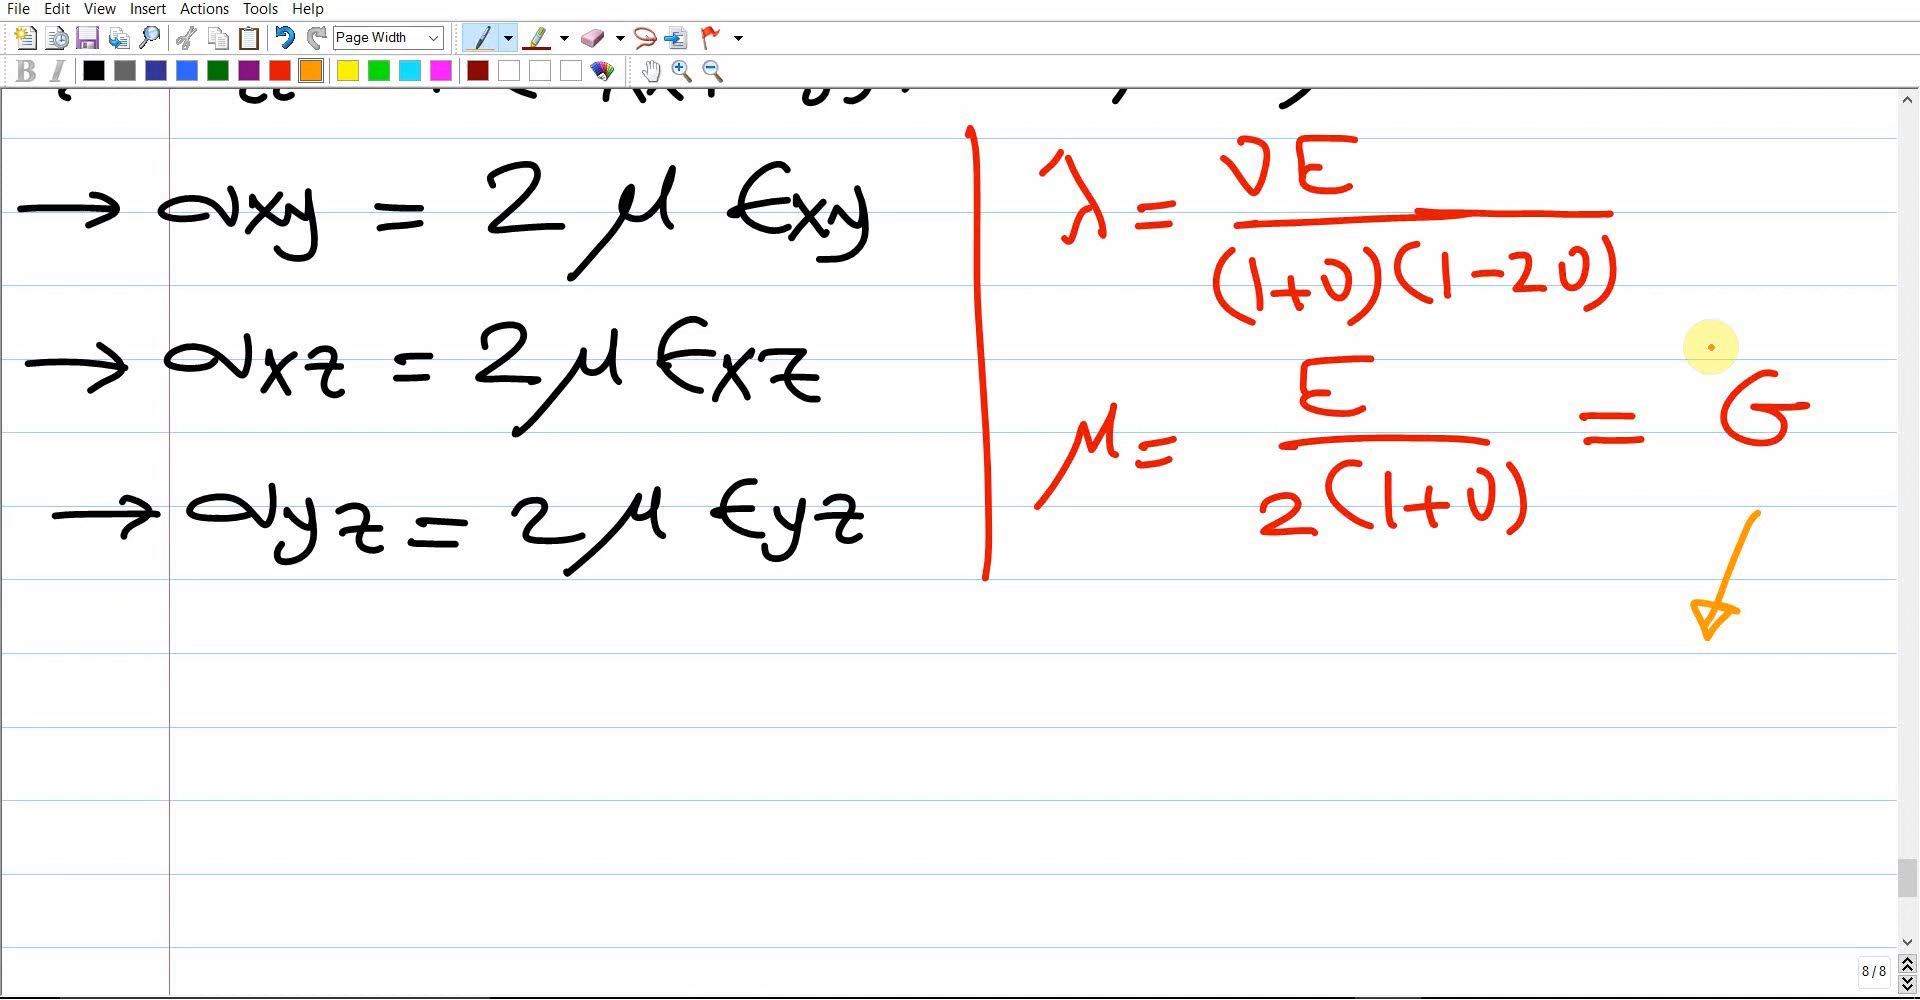 File Edit View Insert Actions Tools Help
Page Width
B I
→ σxy = 2 μ ϵxy
→ σxz = 2 μ ϵxz
→ σyz = 2 μ ϵyz
λ = νE / (1+ν)(1-2ν)
μ = E / 2(1+ν) = G
8 / 8